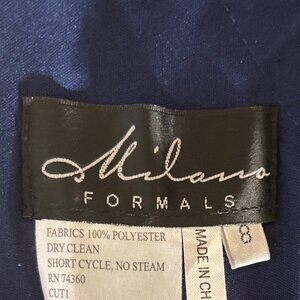 Milano
FORMALS
FABRICS 100% POLYESTER
DRY CLEAN
SHORT CYCLE, NO STEAM
RN 74360
CUT1
MADE IN CH
8